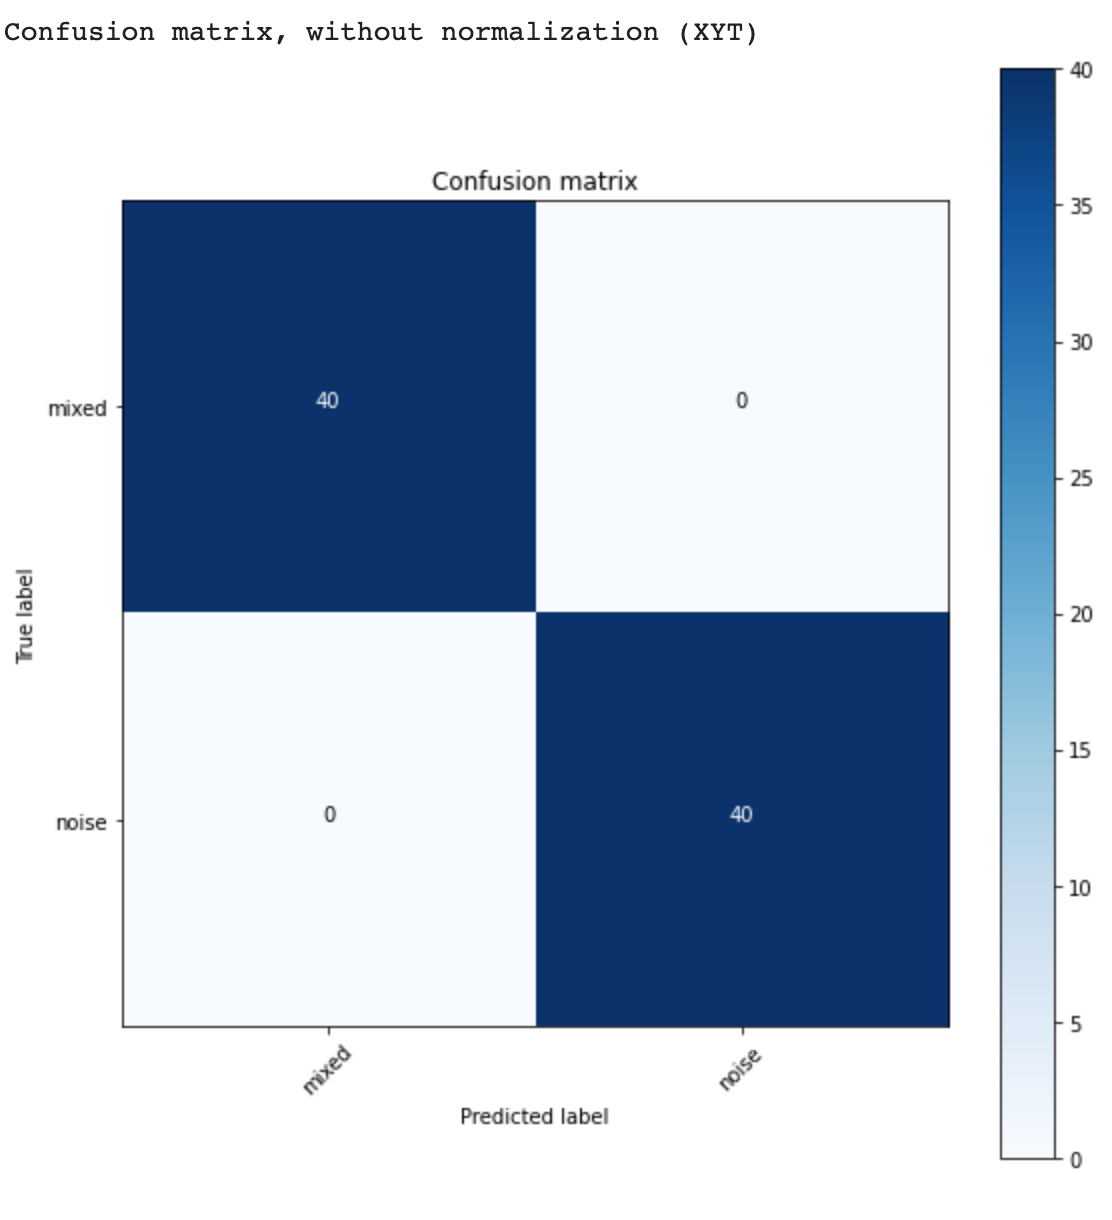 Confusion matrix, without normalization (XYT)
Confusion matrix
40
35
30
25
20
15
10
5
0
True label
mixed
40
0
noise
0
40
mixed
noise
Predicted label